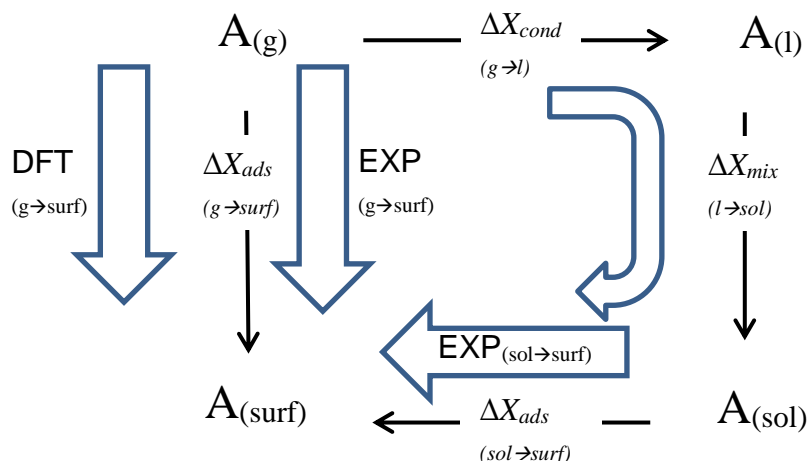 A(g)
ΔXcond
(g→l)
A(l)
DFT
(g→surf)
ΔXads
(g→surf)
EXP
(g→surf)
ΔXmix
(l→sol)
EXP(sol→surf)
A(surf)
ΔXads
(sol→surf)
A(sol)